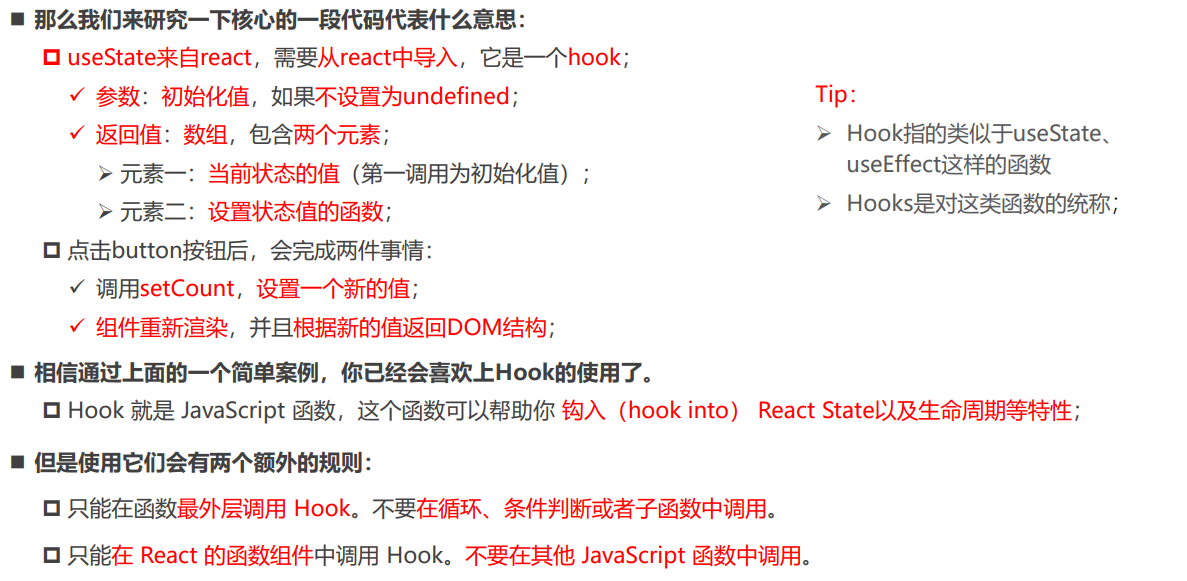 那么我们来研究一下核心的一段代码代表什么意思：
useState来自react，需要从react中导入，它是一个hook；
参数：初始化值，如果不设置为undefined；
返回值：数组，包含两个元素；
元素一：当前状态的值（第一调用为初始化值）；
元素二：设置状态值的函数；
点击button按钮后，会完成两件事情：
调用setCount，设置一个新的值；
组件重新渲染，并且根据新的值返回DOM结构；
相信通过上面的一个简单案例，你已经会喜欢上Hook的使用了。
Hook 就是 JavaScript 函数，这个函数可以帮助你 钩入（hook into） React State以及生命周期等特性；
但是使用它们会有两个额外的规则：
只能在函数最外层调用 Hook。不要在循环、条件判断或者子函数中调用。
只能在 React 的函数组件中调用 Hook。不要在其他 JavaScript 函数中调用。
Tip：
Hook指的类似于useState、
useEffect这样的函数
Hooks是对这类函数的统称；